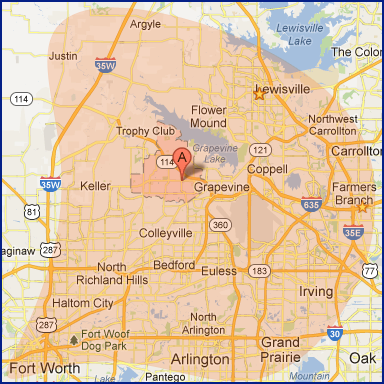 Argyle
Lewisville
Lake
Justin
35W
The Colo
114
Lewisville
Flower
Mound
Northwest
Carrollton
Trophy Club
Grapevine
Lake
121
Carrollto
114
A
Coppell
35W
Keller
Grapevine
Farmers
Branch
635
81
360
35E
Colleyville
287
aginaw
Bedford
Euless
183
77
North
Richland Hills
Irving
Haltom City
287
North
Arlington
30
Fort Woof
Dog Park
Grand
Prairie
Oak
Fort Worth
Arlington
Mountain
Pantego